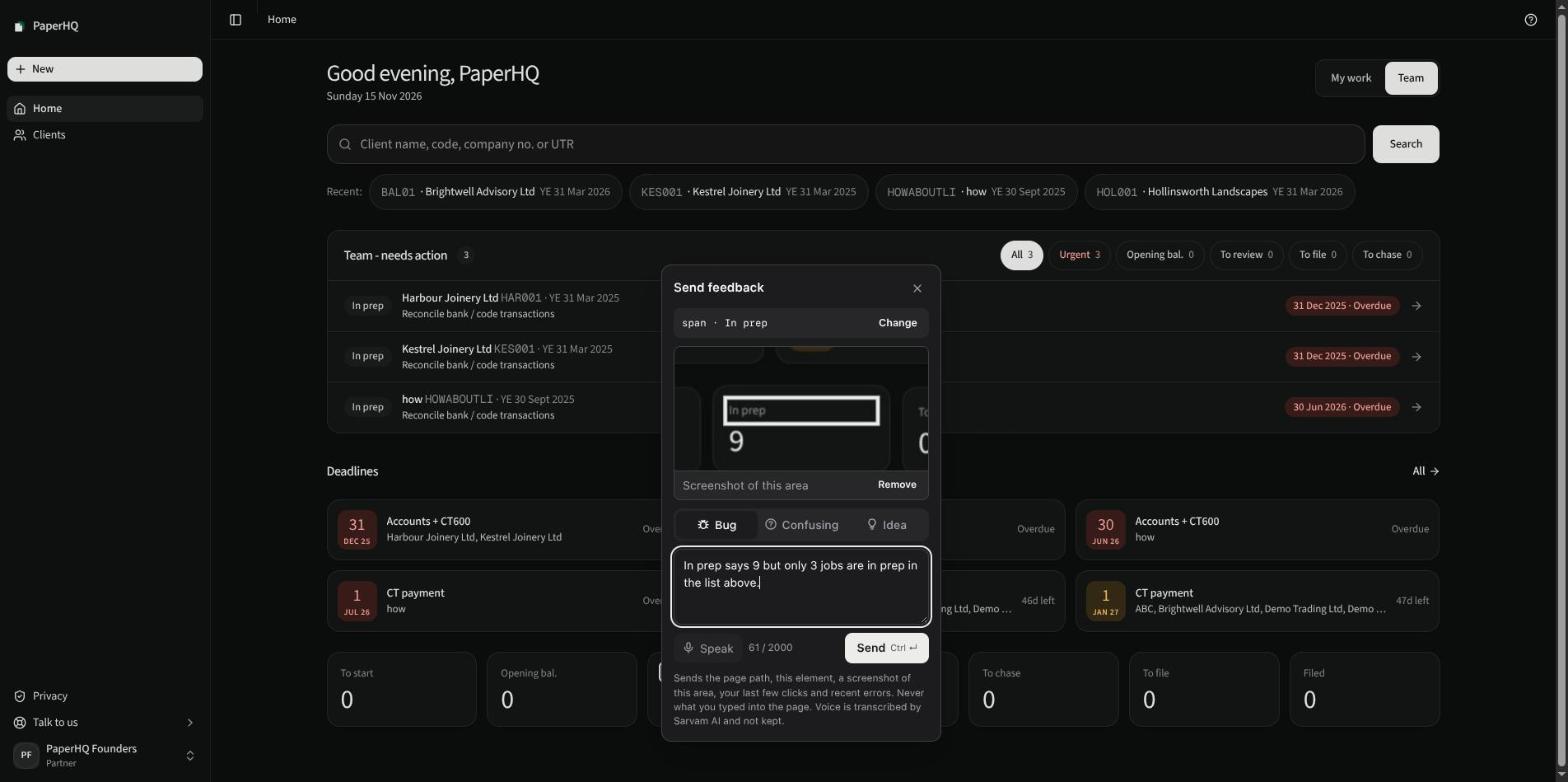 PaperHQ
New
Home
Clients
Privacy
Talk to us
PF
PaperHQ Founders
Partner
Home
Good evening, PaperHQ
Sunday 15 Nov 2026
My work
Team
Client name, code, company no. or UTR
Search
Recent:
BAL01 · Brightwell Advisory Ltd YE 31 Mar 2026
KES001 · Kestrel Joinery Ltd YE 31 Mar 2025
HOWABOUTLI · how YE 30 Sept 2025
HOL001 · Hollinsworth Landscapes YE 31 Mar 2026
Team - needs action 3
All 3
Urgent 3
Opening bal. 0
To review 0
To file 0
To chase 0
In prep
Harbour Joinery Ltd HAR001 · YE 31 Mar 2025
Reconcile bank / code transactions
31 Dec 2025 · Overdue
In prep
Kestrel Joinery Ltd KES001 · YE 31 Mar 2025
Reconcile bank / code transactions
31 Dec 2025 · Overdue
In prep
how HOWABOUTLI · YE 30 Sept 2025
Reconcile bank / code transactions
30 Jun 2026 · Overdue
Deadlines
All
31
DEC 25
Accounts + CT600
Harbour Joinery Ltd, Kestrel Joinery Ltd
Overdue
30
JUN 26
Accounts + CT600
how
Overdue
1
JUL 26
CT payment
how
46d left
1
JAN 27
CT payment
ABC, Brightwell Advisory Ltd, Demo Trading Ltd, Demo ...
47d left
To start
0
Opening bal.
0
To chase
0
To file
0
Filed
0
Send feedback
span · In prep
Change
In prep
9
0
Screenshot of this area
Remove
Bug
Confusing
Idea
In prep says 9 but only 3 jobs are in prep in
the list above.
Speak
61 / 2000
Send Ctrl ↵
Sends the page path, this element, a screenshot of
this area, your last few clicks and recent errors. Never
what you typed into the page. Voice is transcribed by
Sarvam AI and not kept.